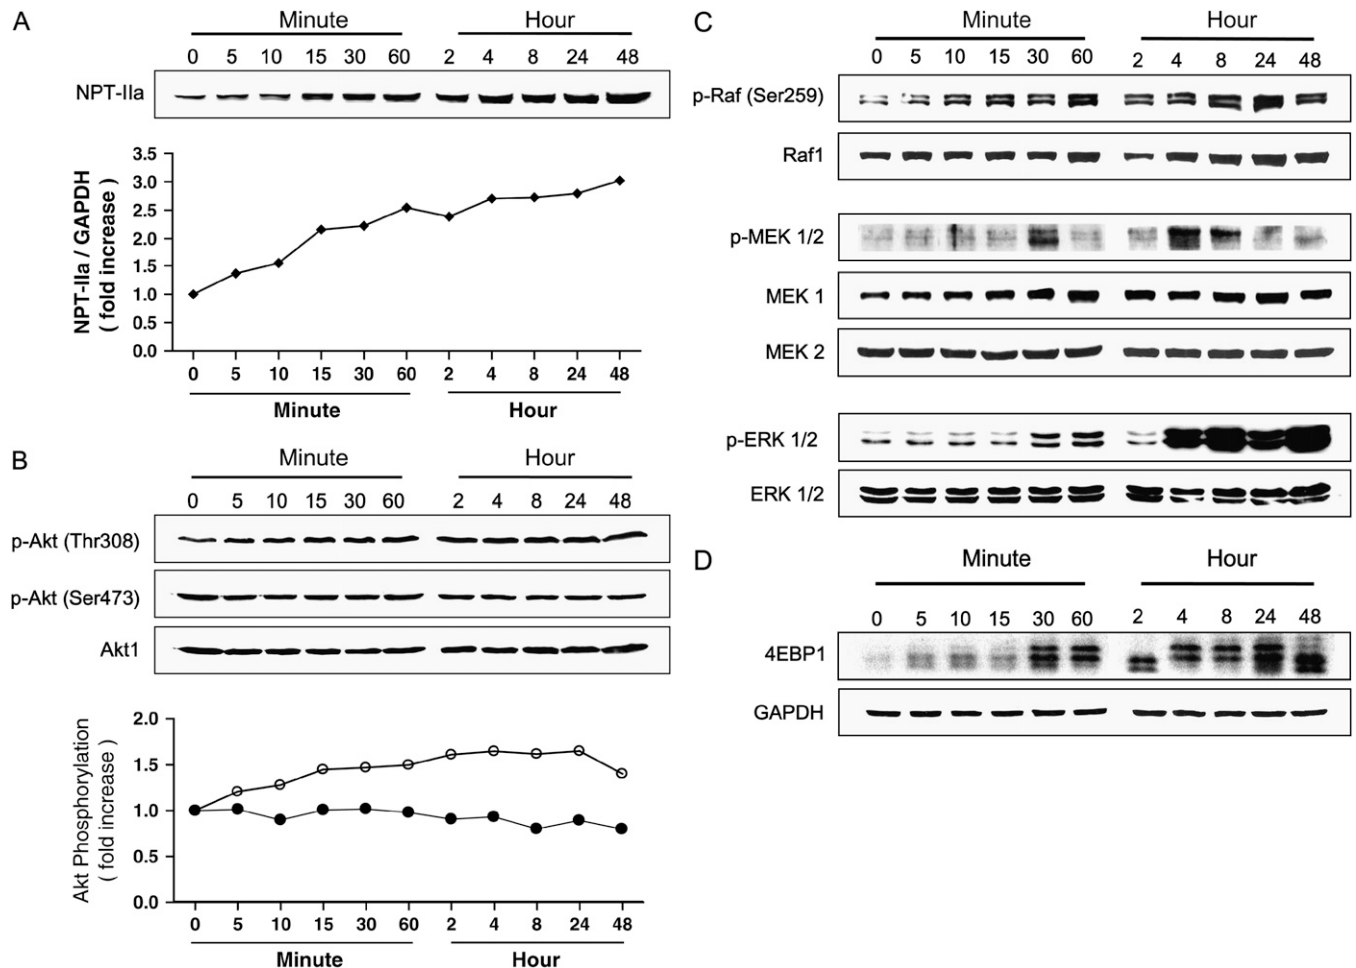 A
Minute Hour
0 5 10 15 30 60 2 4 8 24 48
NPT-IIa
NPT-IIa / GAPDH
( fold increase )
3.5
3.0
2.5
2.0
1.5
1.0
0.5
0.0
0 5 10 15 30 60 2 4 8 24 48
Minute Hour
B
Minute Hour
0 5 10 15 30 60 2 4 8 24 48
p-Akt (Thr308)
p-Akt (Ser473)
Akt1
Akt Phosphorylation
( fold increase )
2.0
1.5
1.0
0.5
0.0
0 5 10 15 30 60 2 4 8 24 48
Minute Hour
C
Minute Hour
0 5 10 15 30 60 2 4 8 24 48
p-Raf (Ser259)
Raf1
p-MEK 1/2
MEK 1
MEK 2
p-ERK 1/2
ERK 1/2
D
Minute Hour
0 5 10 15 30 60 2 4 8 24 48
4EBP1
GAPDH